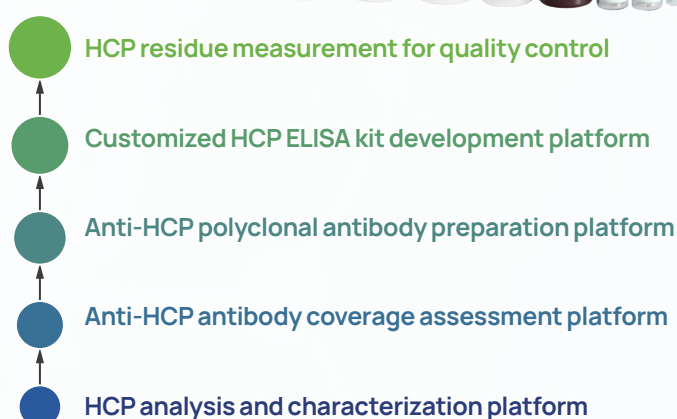 HCP residue measurement for quality control
Customized HCP ELISA kit development platform
Anti-HCP polyclonal antibody preparation platform
Anti-HCP antibody coverage assessment platform
HCP analysis and characterization platform